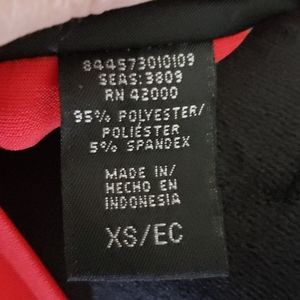 844573010109
SEAS: 3809
RN 42000
95% POLYESTER/
POLIÉSTER
5% SPANDEX
MADE IN/
HECHO EN
INDONESIA
XS/EC